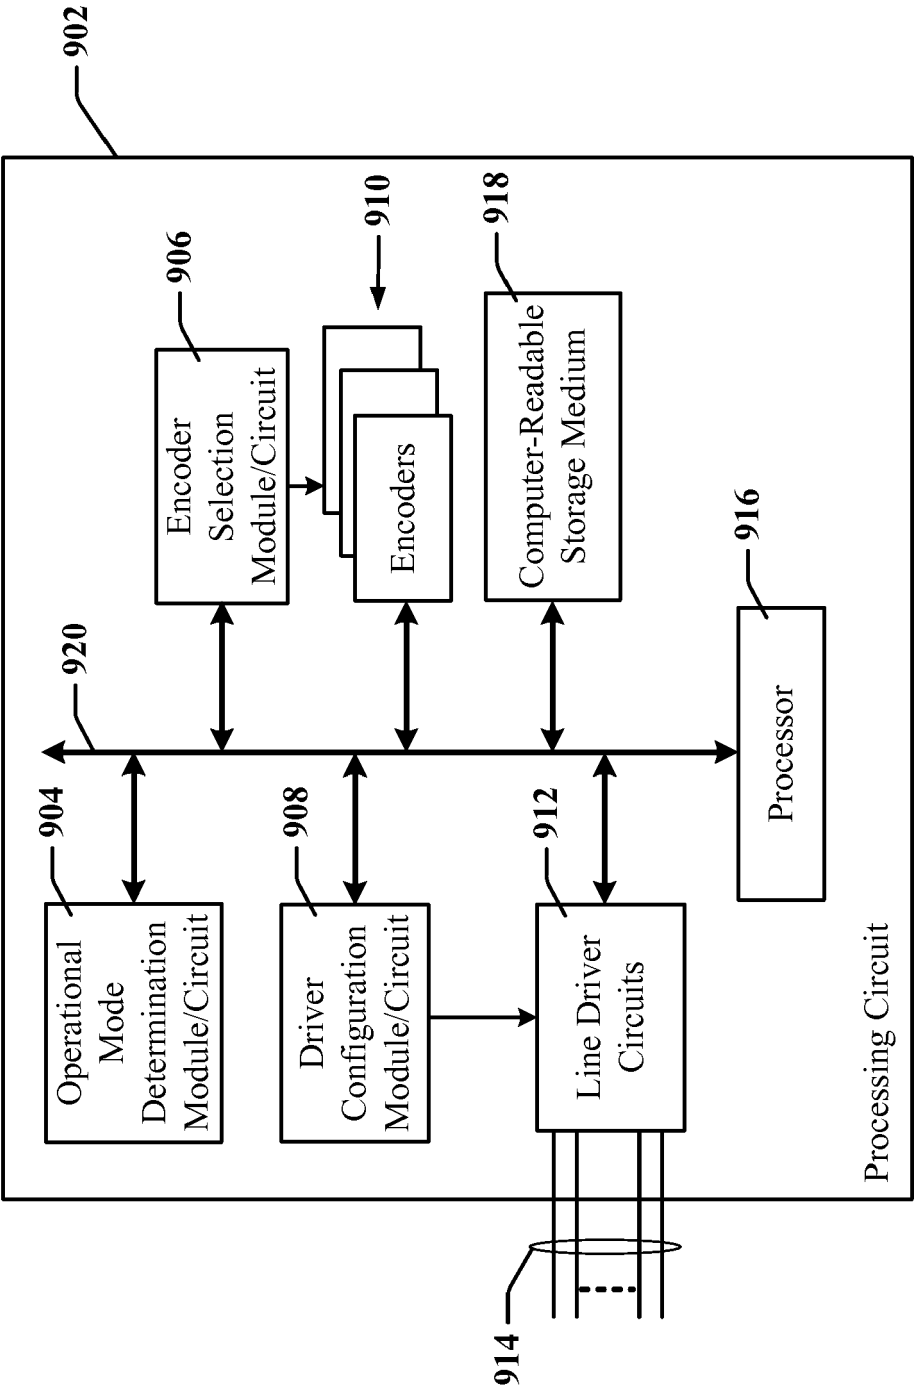 902
904
Operational
Mode
Determination
Module/Circuit
920
906
Encoder
Selection
Module/Circuit
908
Driver
Configuration
Module/Circuit
910
Encoders
912
Line Driver
Circuits
914
918
Computer-Readable
Storage Medium
916
Processor
Processing Circuit